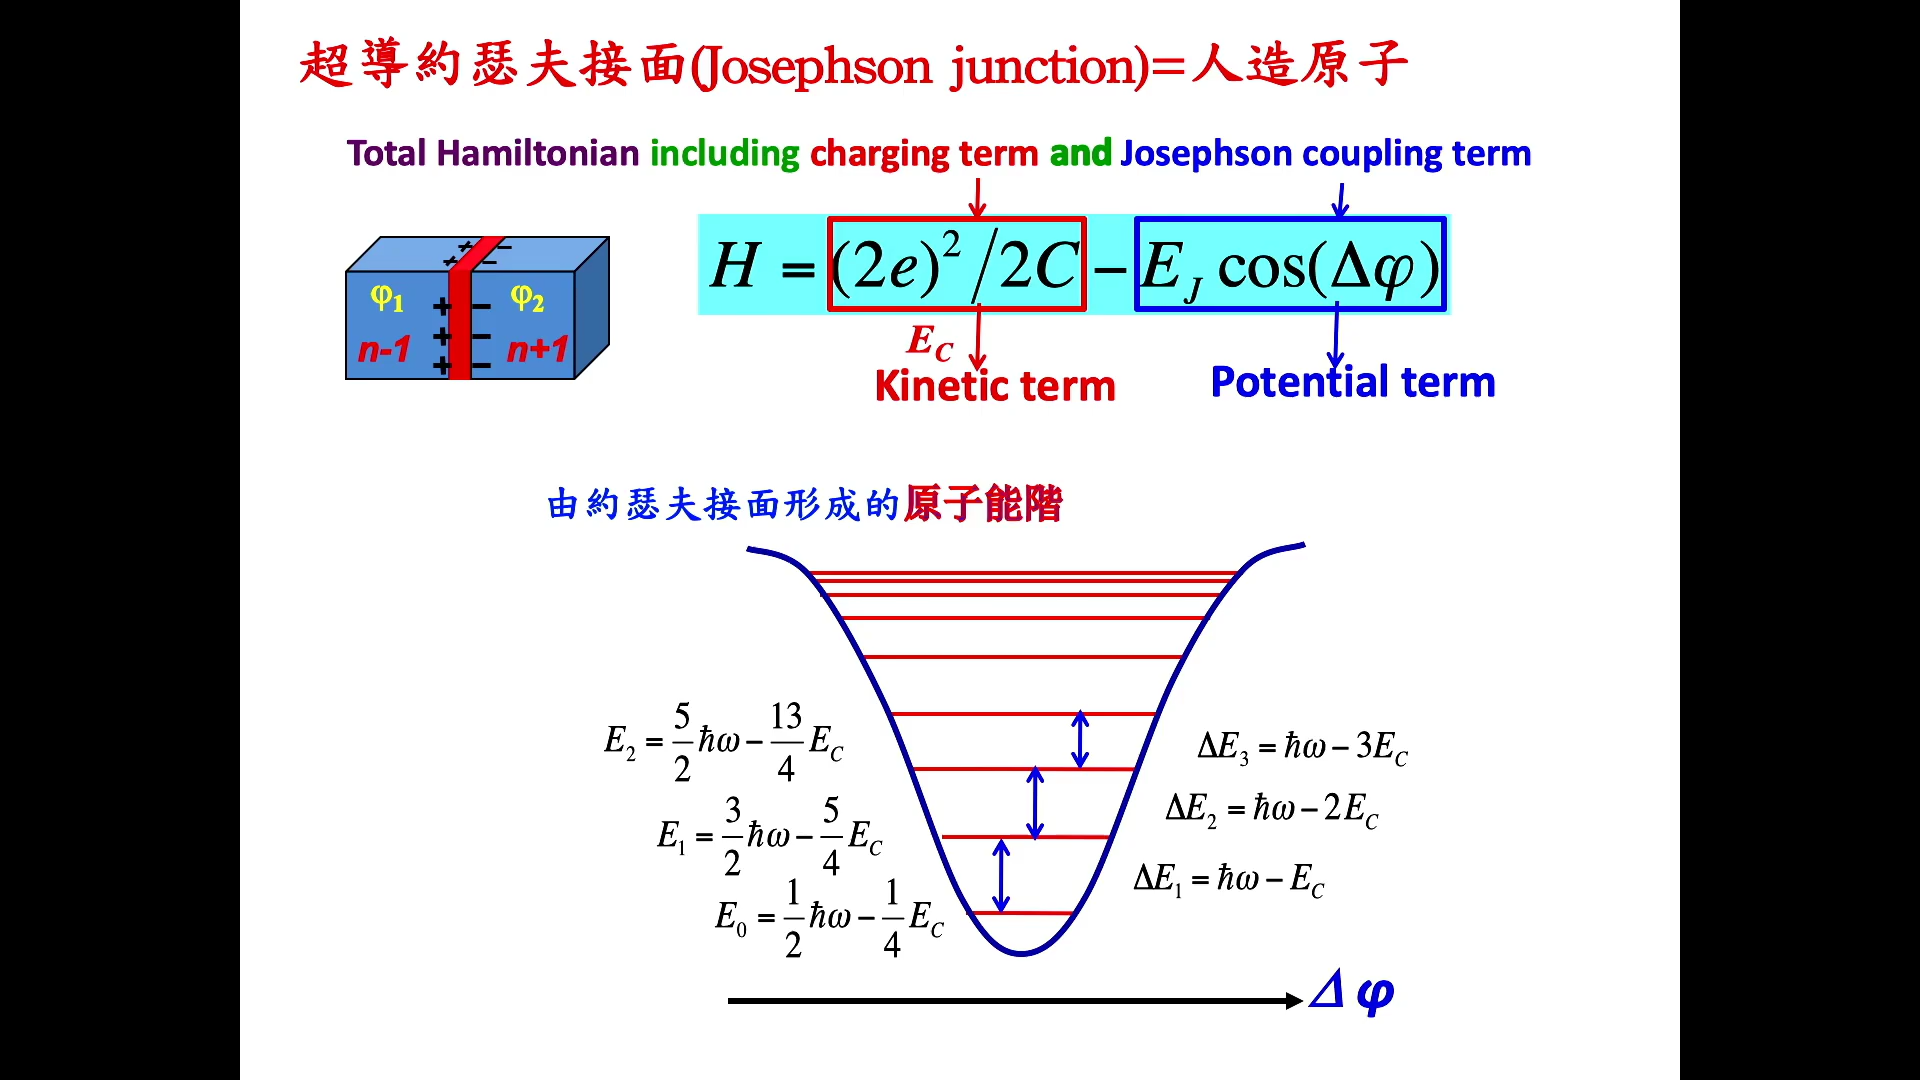 超導約瑟夫接面(Josephson junction)=人造原子
Total Hamiltonian including charging term and Josephson coupling term
H = (2e)²/2C − E_J cos(Δφ)
φ₁ φ₂
n-1 n+1
+ −
+ −
+ −
E_C
Kinetic term
Potential term
由約瑟夫接面形成的原子能階
E₂ = 5/2 ħω − 13/4 E_C
ΔE₃ = ħω − 3E_C
E₁ = 3/2 ħω − 5/4 E_C
ΔE₂ = ħω − 2E_C
E₀ = 1/2 ħω − 1/4 E_C
ΔE₁ = ħω − E_C
Δφ